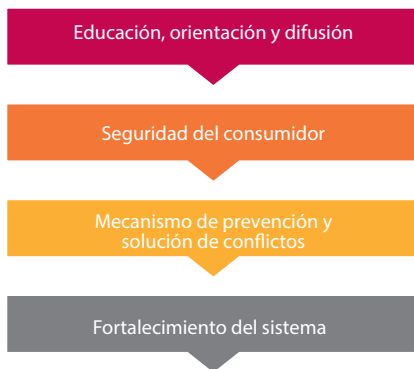 Educación, orientación y difusión
Seguridad del consumidor
Mecanismo de prevención y
solución de conflictos
Fortalecimiento del sistema